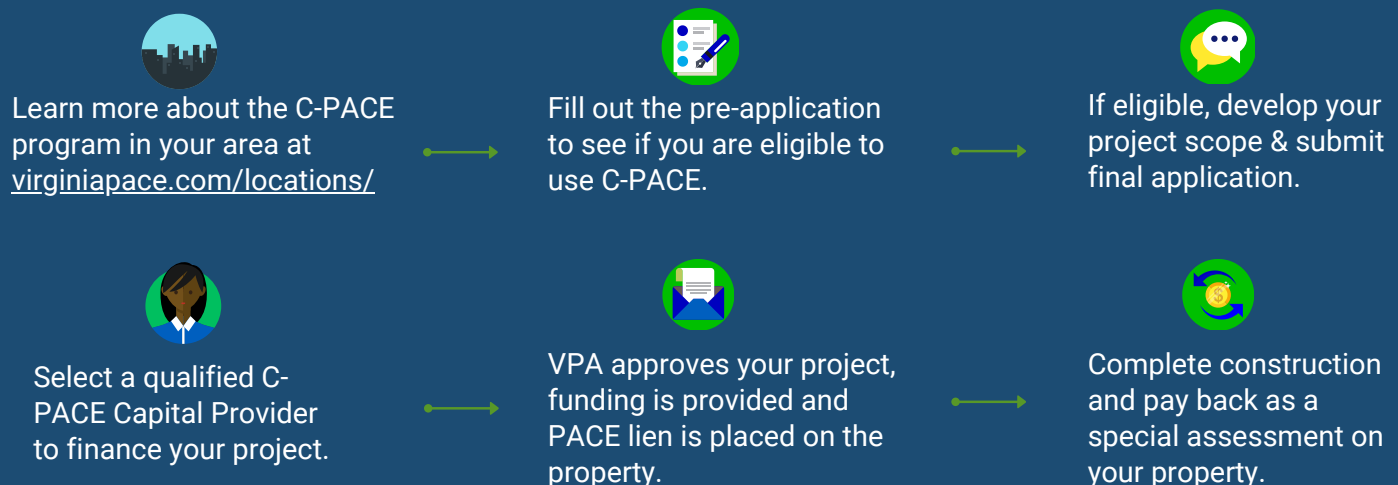 Learn more about the C-PACE
program in your area at
virginiapace.com/locations/
Fill out the pre-application
to see if you are eligible to
use C-PACE.
If eligible, develop your
project scope & submit
final application.
Select a qualified C-
PACE Capital Provider
to finance your project.
VPA approves your project,
funding is provided and
PACE lien is placed on the
property.
Complete construction
and pay back as a
special assessment on
your property.